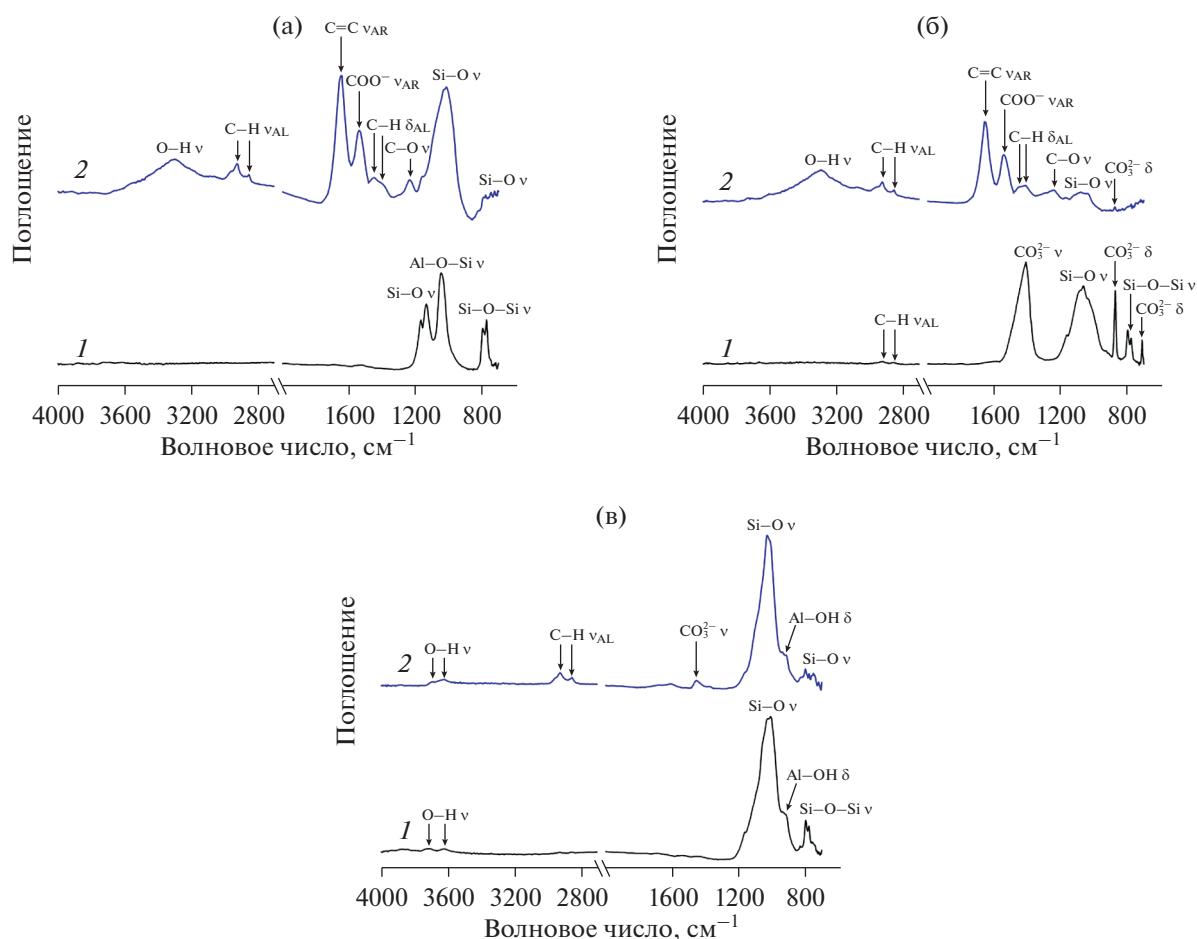 (а)
C=C νAR
COO⁻ νAR
Si–O ν
C–H δAL
C–H νAL
C–O ν
O–H ν
2
Si–O ν
Поглощение
Al–O–Si ν
Si–O ν
Si–O–Si ν
1
4000 3600 3200 2800 1600 1200 800
Волновое число, см⁻¹
(б)
C=C νAR
COO⁻ νAR
C–H δAL
C–H νAL
O–H ν
C–O ν
CO₃²⁻ δ
Si–O ν
2
Поглощение
CO₃²⁻ ν
CO₃²⁻ δ
Si–O ν
Si–O–Si ν
CO₃²⁻ δ
C–H νAL
1
4000 3600 3200 2800 1600 1200 800
Волновое число, см⁻¹
(в)
Si–O ν
C–H νAL
CO₃²⁻ ν
Al–OH δ
O–H ν
2
Si–O ν
Поглощение
Si–O ν
Al–OH δ
Si–O–Si ν
O–H ν
1
4000 3600 3200 2800 1600 1200 800
Волновое число, см⁻¹